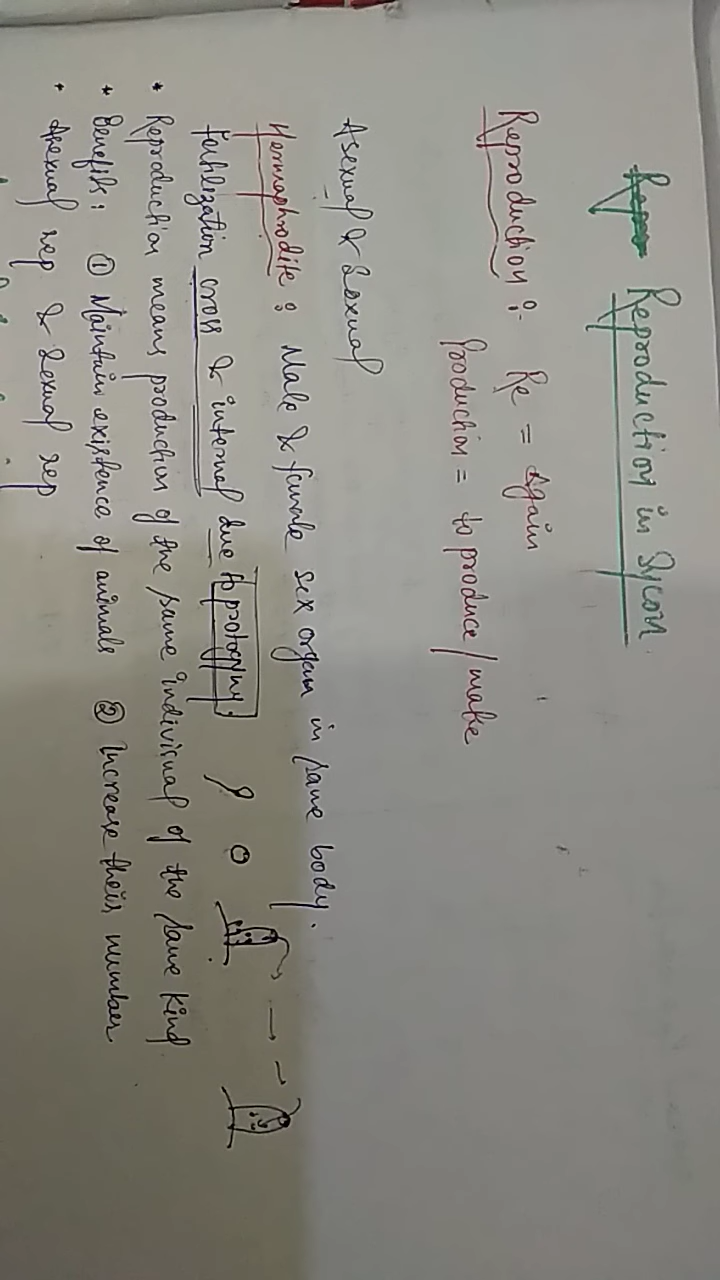 Reproduction in Sycon
Reproduction :- Re = Again
Production = to produce / make
Asexual & Sexual
Hermaphrodite : Male & female sex organ in same body.
Fertilization cross & internal due to protogyny
* Reproduction means production of the same indivisual of the same kind
* Benefits : ① Maintain existence of animals ② Increase their number
* Asexual rep & Sexual rep